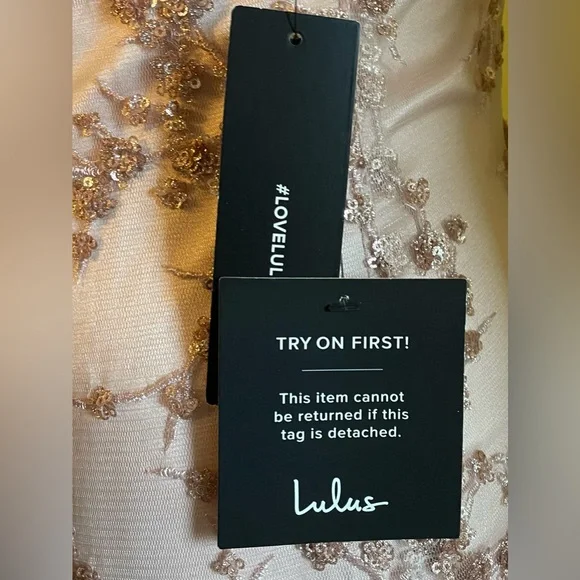 #LOVELUL
TRY ON FIRST!
This item cannot
be returned if this
tag is detached.
Lulus